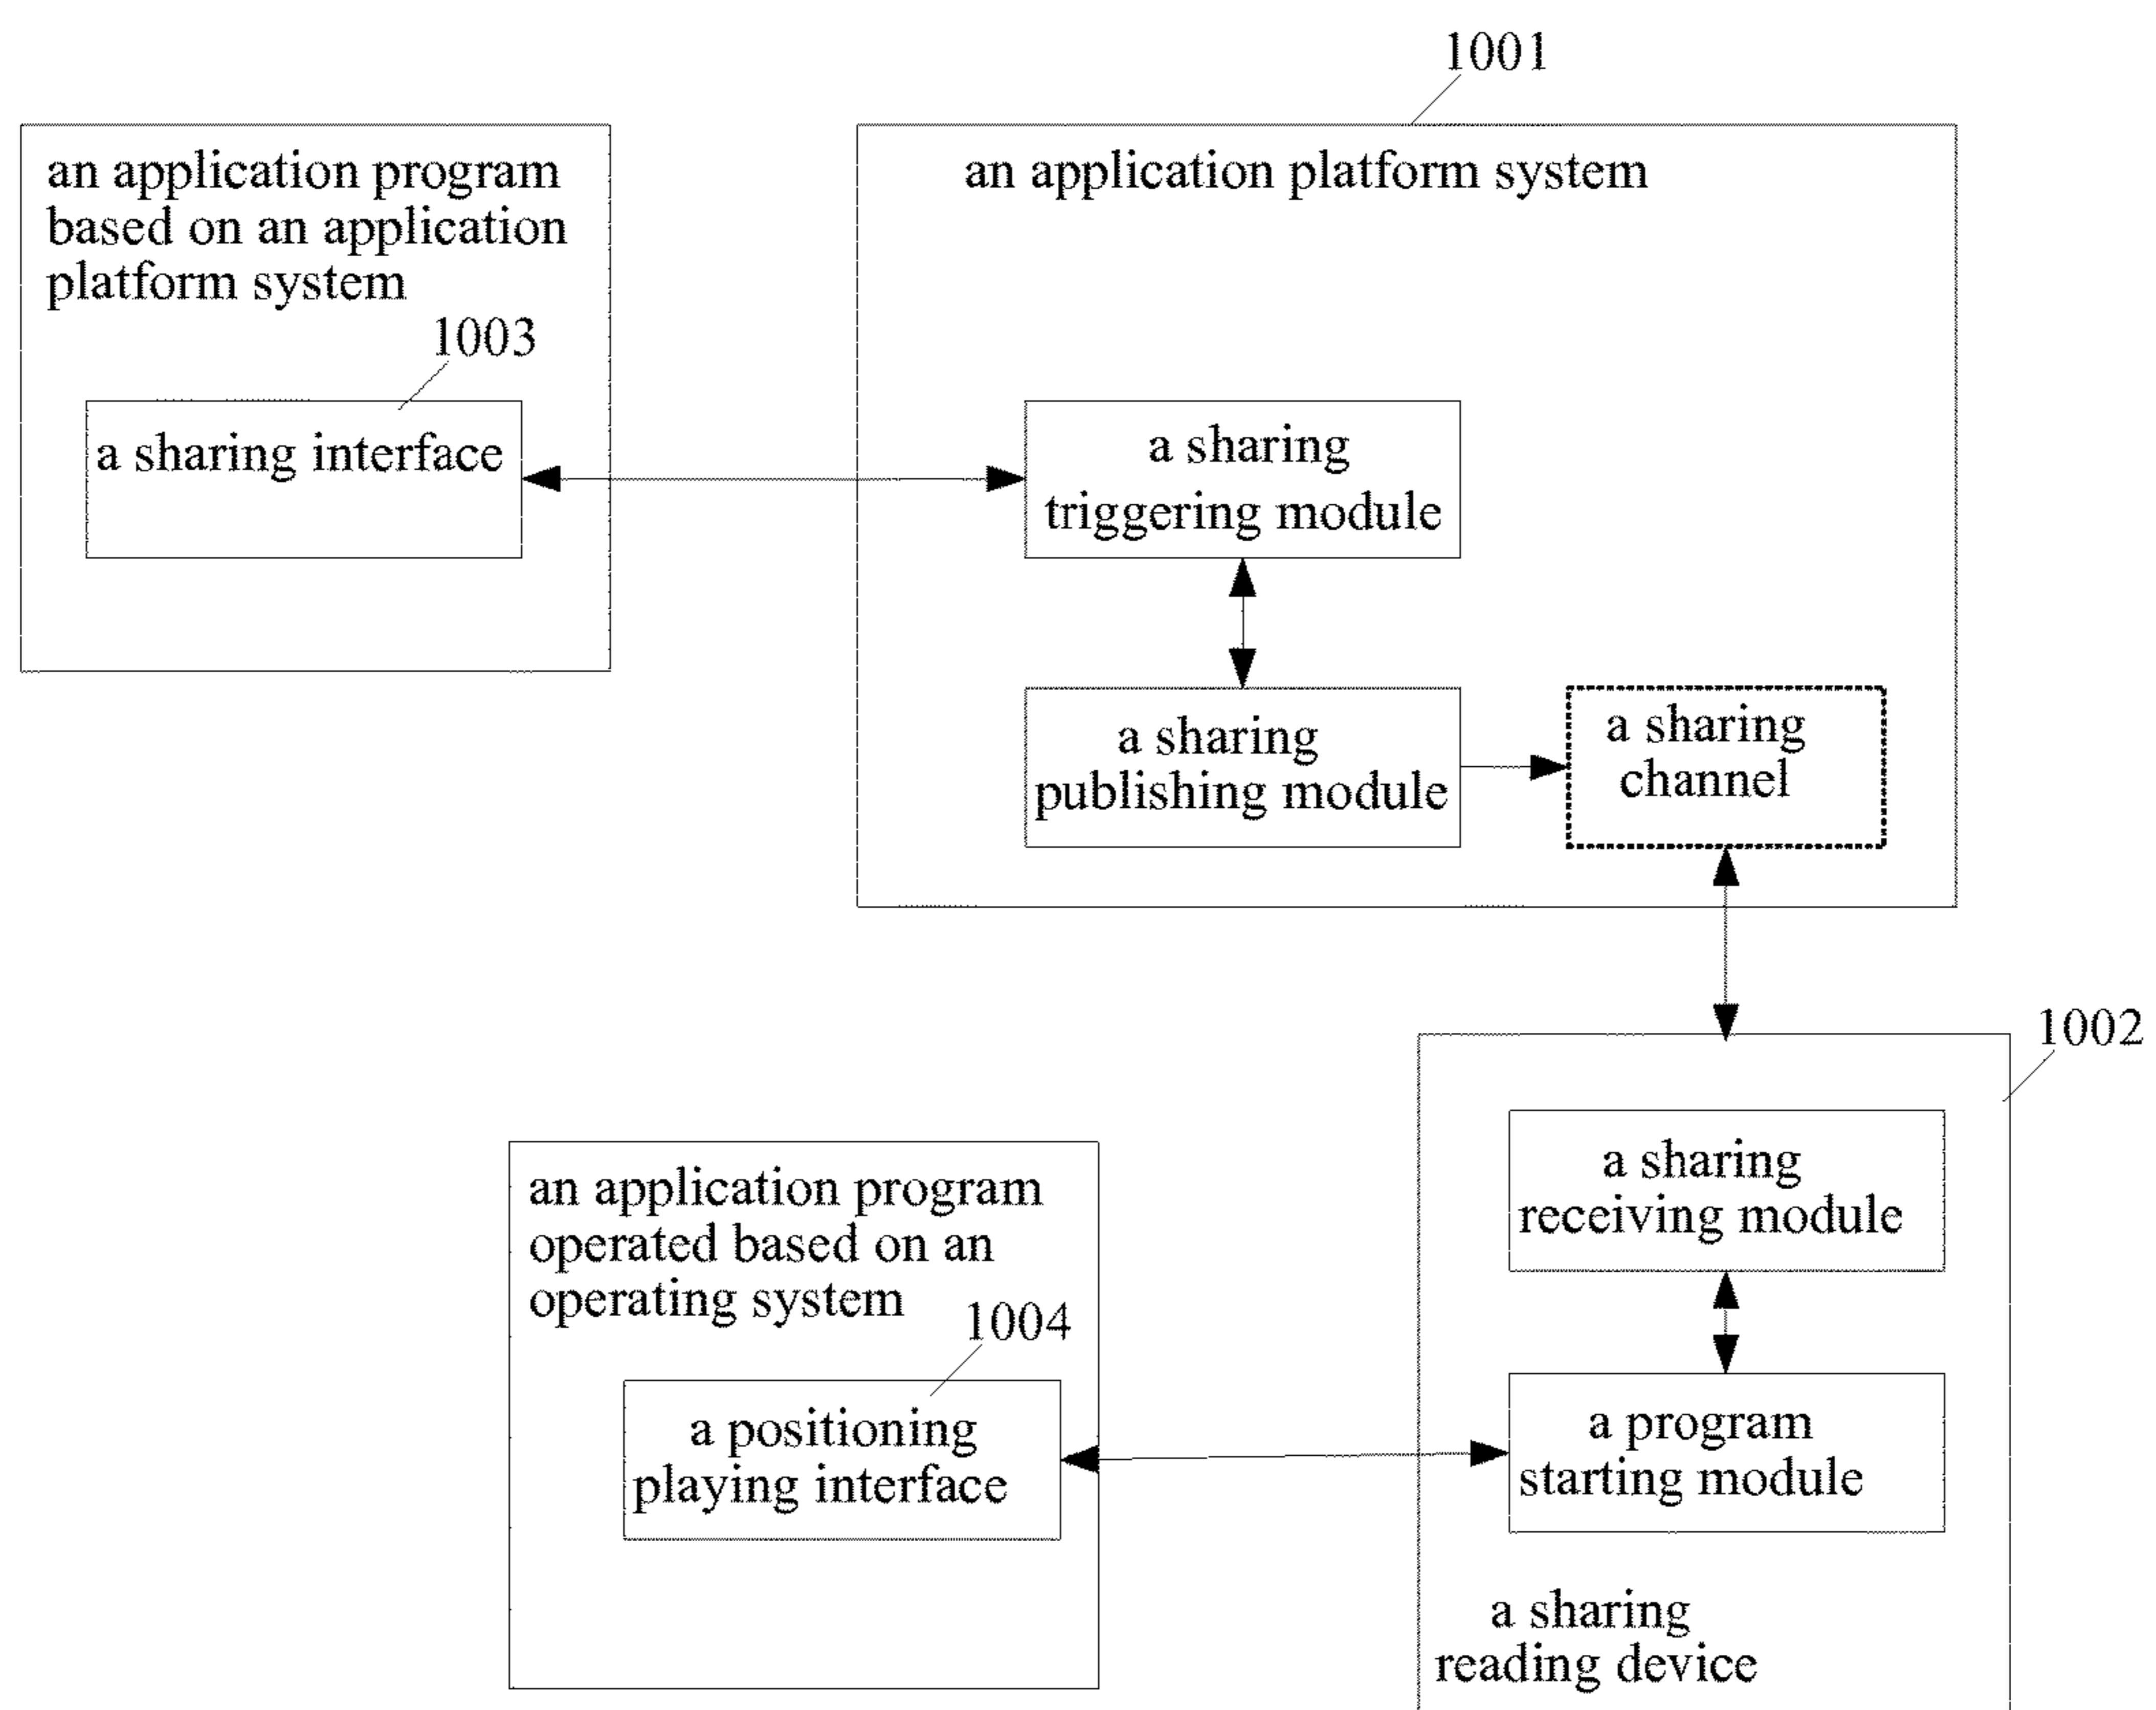 1001
an application program
based on an application
platform system
1003
a sharing interface
an application platform system
a sharing
triggering module
a sharing
publishing module
a sharing
channel
1002
a sharing
receiving module
a program
starting module
a sharing
reading device
an application program
operated based on an
operating system
1004
a positioning
playing interface